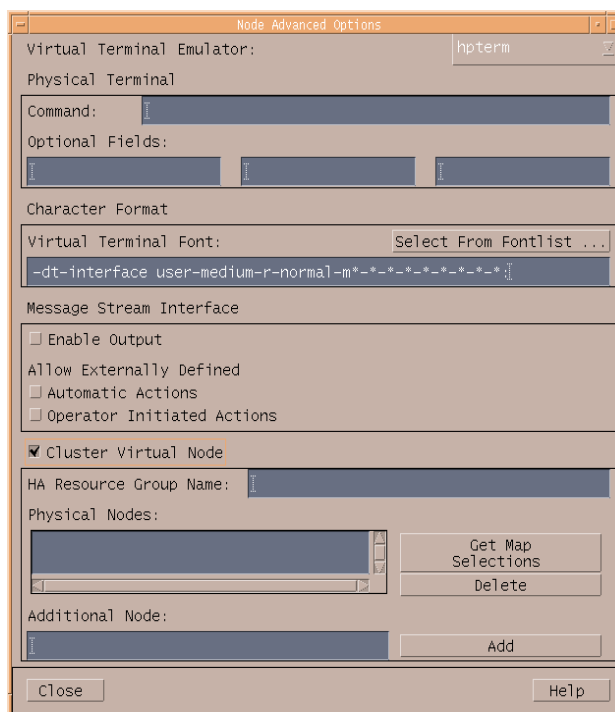 Node Advanced Options
Virtual Terminal Emulator: hpterm
Physical Terminal
Command:
Optional Fields:
Character Format
Virtual Terminal Font: Select From Fontlist ...
-dt-interface user-medium-r-normal-m*-*-*-*-*-*-*-*-*:
Message Stream Interface
Enable Output
Allow Externally Defined
Automatic Actions
Operator Initiated Actions
Cluster Virtual Node
HA Resource Group Name:
Physical Nodes:
Get Map
Selections
Delete
Additional Node:
Add
Close Help